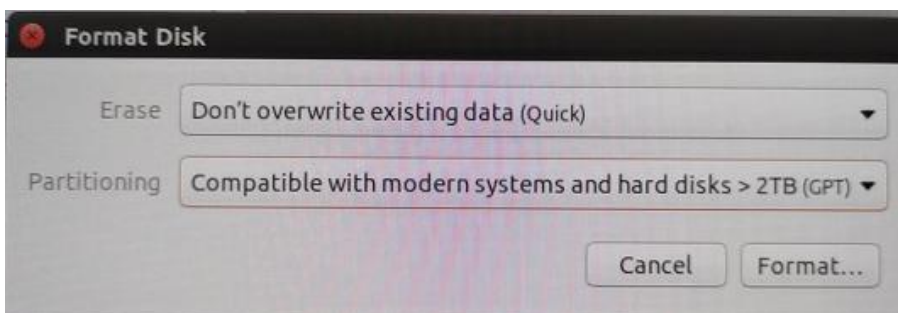 Format Disk
Erase Don't overwrite existing data (Quick)
Partitioning Compatible with modern systems and hard disks > 2TB (GPT)
Cancel Format...